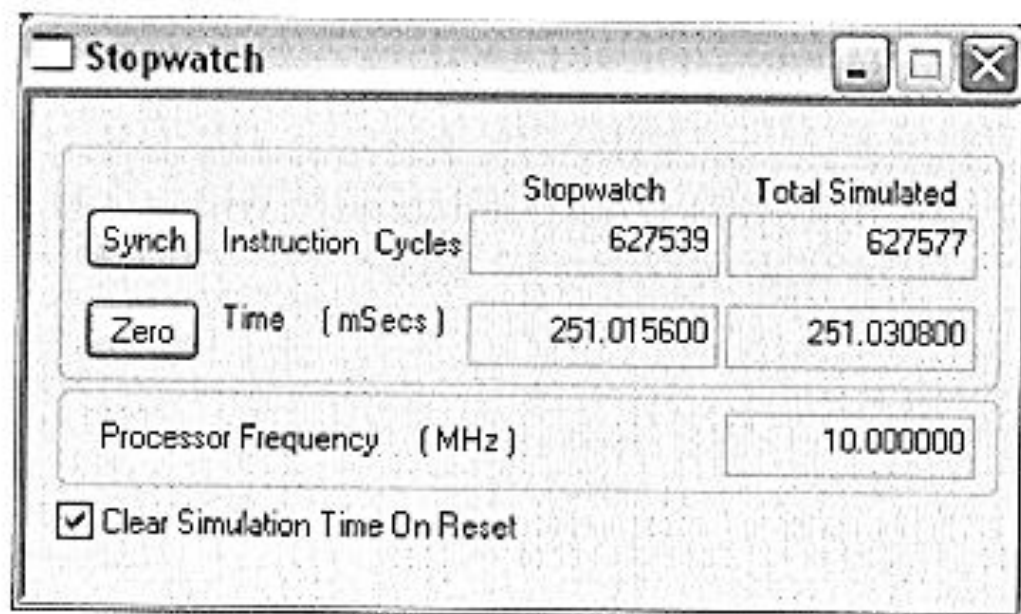 Stopwatch
Stopwatch Total Simulated
Synch Instruction Cycles 627539 627577
Zero Time (mSecs) 251.015600 251.030800
Processor Frequency (MHz) 10.000000
Clear Simulation Time On Reset